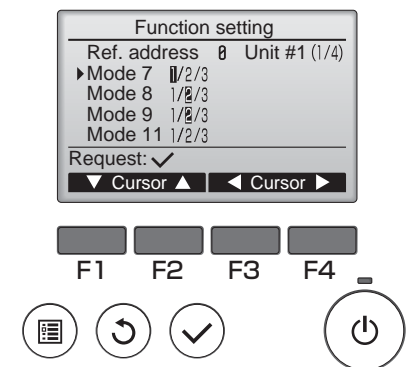 Function setting
Ref. address 0 Unit #1 (1/4)
▶Mode 7 1/2/3
Mode 8 1/2/3
Mode 9 1/2/3
Mode 11 1/2/3
Request: ✓
▼ Cursor ▲ ◀ Cursor ▶
F1 F2 F3 F4